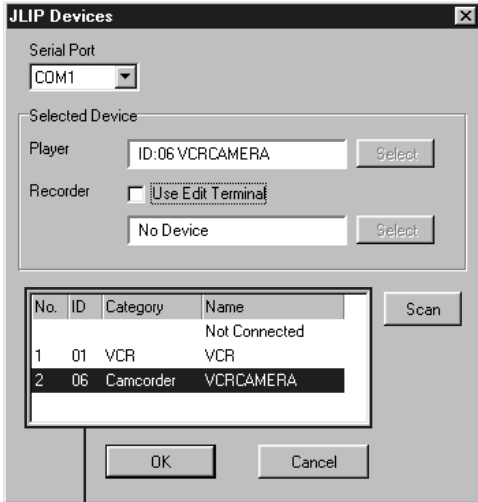 JLIP Devices
Serial Port
COM1
Selected Device
Player
ID:06 VCRCAMERA
Select
Recorder
Use Edit Terminal
No Device
Select
No. ID Category Name
Not Connected
1 01 VCR VCR
2 06 Camcorder VCRCAMERA
Scan
OK
Cancel